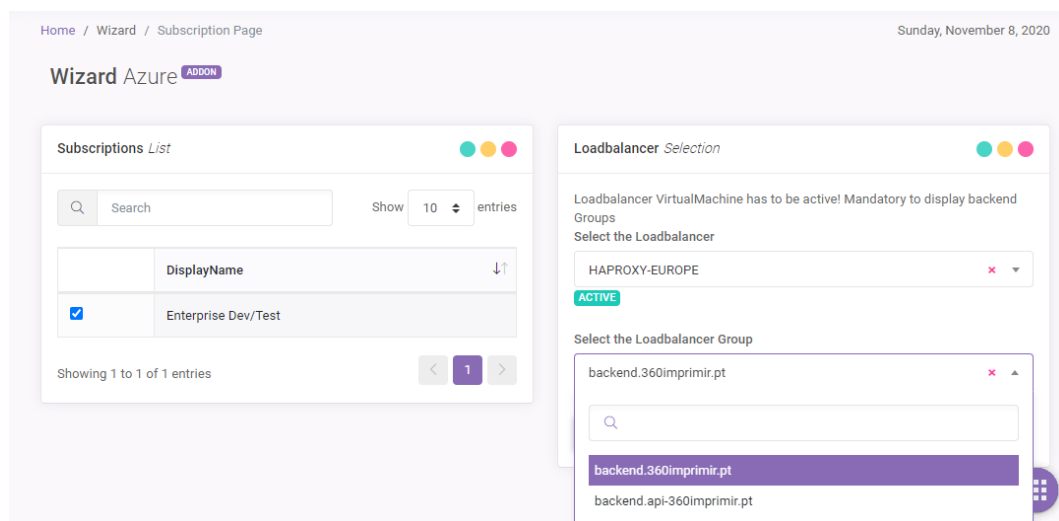 Home / Wizard / Subscription Page
Sunday, November 8, 2020
Wizard Azure ADDON
Subscriptions List
Search
Show 10 entries
DisplayName
Enterprise Dev/Test
Showing 1 to 1 of 1 entries
1
Loadbalancer Selection
Loadbalancer VirtualMachine has to be active! Mandatory to display backend
Groups
Select the Loadbalancer
HAPROXY-EUROPE
ACTIVE
Select the Loadbalancer Group
backend.360imprimir.pt
backend.360imprimir.pt
backend.api-360imprimir.pt